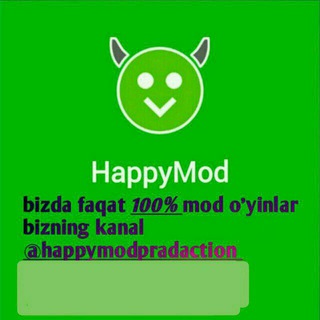 HappyMod
bizda faqat 100% mod o'yinlar
bizning kanal
@happymodpradaction